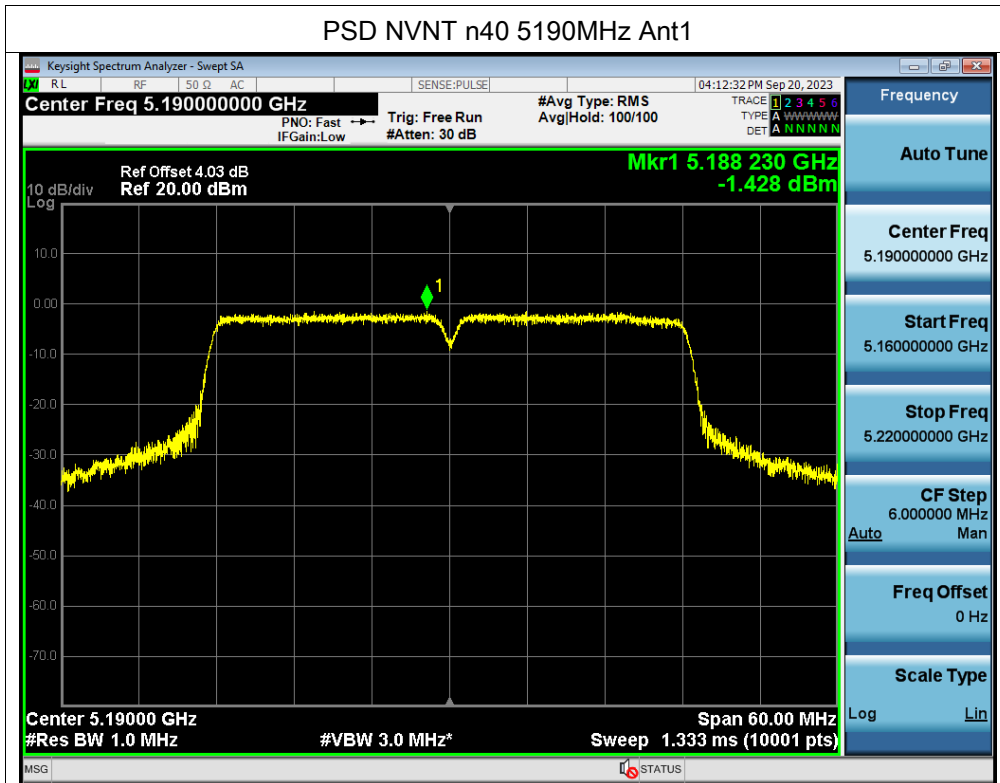 PSD NVNT n40 5190MHz Ant1
Keysight Spectrum Analyzer - Swept SA
LXI RL RF 50 Ω AC SENSE:PULSE 04:12:32 PM Sep 20, 2023
Center Freq 5.190000000 GHz
PNO: Fast
IFGain:Low
Trig: Free Run
#Atten: 30 dB
#Avg Type: RMS
Avg|Hold: 100/100
TRACE 1 2 3 4 5 6
TYPE A WWWWW
DET A N N N N N
Mkr1 5.188 230 GHz
-1.428 dBm
Ref Offset 4.03 dB
10 dB/div Ref 20.00 dBm
Log
1
10.0
0.00
-10.0
-20.0
-30.0
-40.0
-50.0
-60.0
-70.0
Center 5.19000 GHz Span 60.00 MHz
#Res BW 1.0 MHz #VBW 3.0 MHz* Sweep 1.333 ms (10001 pts)
MSG STATUS
Frequency
Auto Tune
Center Freq
5.190000000 GHz
Start Freq
5.160000000 GHz
Stop Freq
5.220000000 GHz
CF Step
6.000000 MHz
Auto Man
Freq Offset
0 Hz
Scale Type
Log Lin